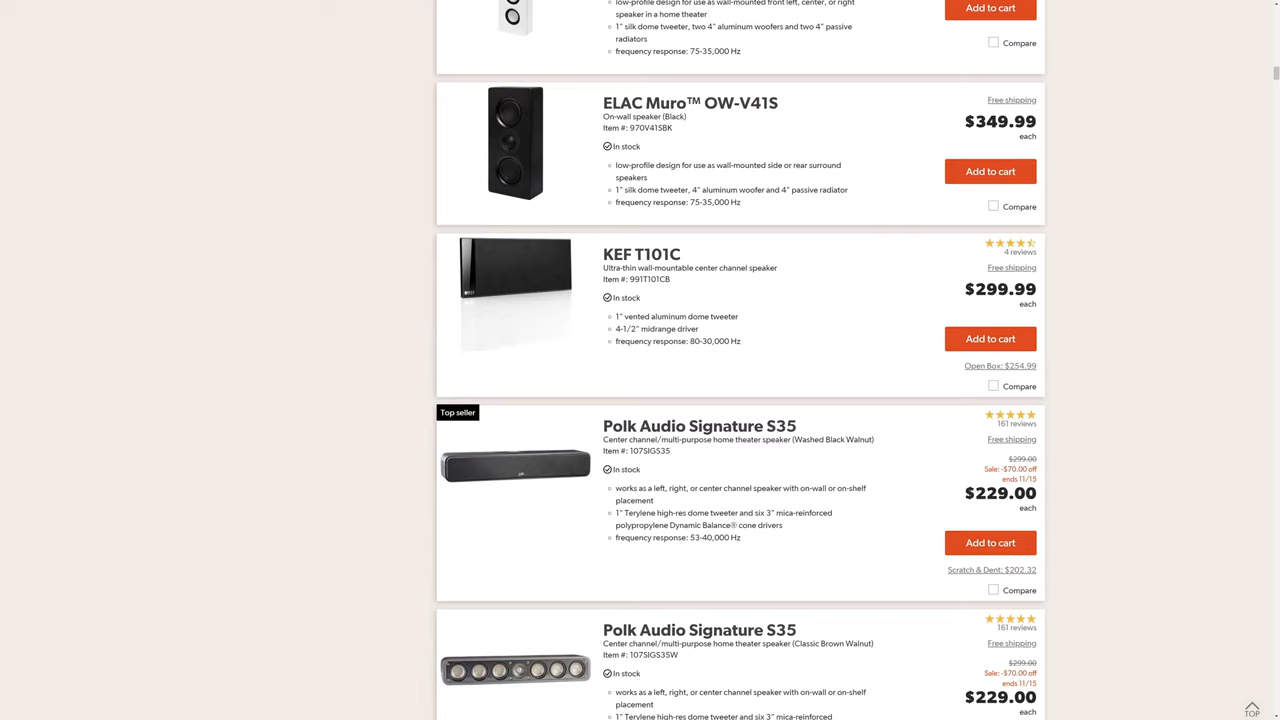 low-profile design for use as wall-mounted front left, center, or right
speaker in a home theater
1" silk dome tweeter, two 4" aluminum woofers and two 4" passive
radiators
frequency response: 75-35,000 Hz
Add to cart
Compare
ELAC Muro™ OW-V41S
On-wall speaker (Black)
Item #: 970V41SBK
In stock
low-profile design for use as wall-mounted side or rear surround
speakers
1" silk dome tweeter, 4" aluminum woofer and 4" passive radiator
frequency response: 75-35,000 Hz
Free shipping
$349.99
each
Add to cart
Compare
KEF T101C
Ultra-thin wall-mountable center channel speaker
Item #: 991T101CB
In stock
1" vented aluminum dome tweeter
4-1/2" midrange driver
frequency response: 80-30,000 Hz
4 reviews
Free shipping
$299.99
each
Add to cart
Open Box: $254.99
Compare
Top seller
Polk Audio Signature S35
Center channel/multi-purpose home theater speaker (Washed Black Walnut)
Item #: 107SIGS35
In stock
works as a left, right, or center channel speaker with on-wall or on-shelf
placement
1" Terylene high-res dome tweeter and six 3" mica-reinforced
polypropylene Dynamic Balance® cone drivers
frequency response: 53-40,000 Hz
161 reviews
Free shipping
$299.00
Sale: -$70.00 off
ends 11/15
$229.00
each
Add to cart
Scratch & Dent: $202.32
Compare
Polk Audio Signature S35
Center channel/multi-purpose home theater speaker (Classic Brown Walnut)
Item #: 107SIGS35W
In stock
works as a left, right, or center channel speaker with on-wall or on-shelf
placement
1" Terylene high-res dome tweeter and six 3" mica-reinforced
161 reviews
Free shipping
$299.00
Sale: -$70.00 off
ends 11/15
$229.00
each
TOP